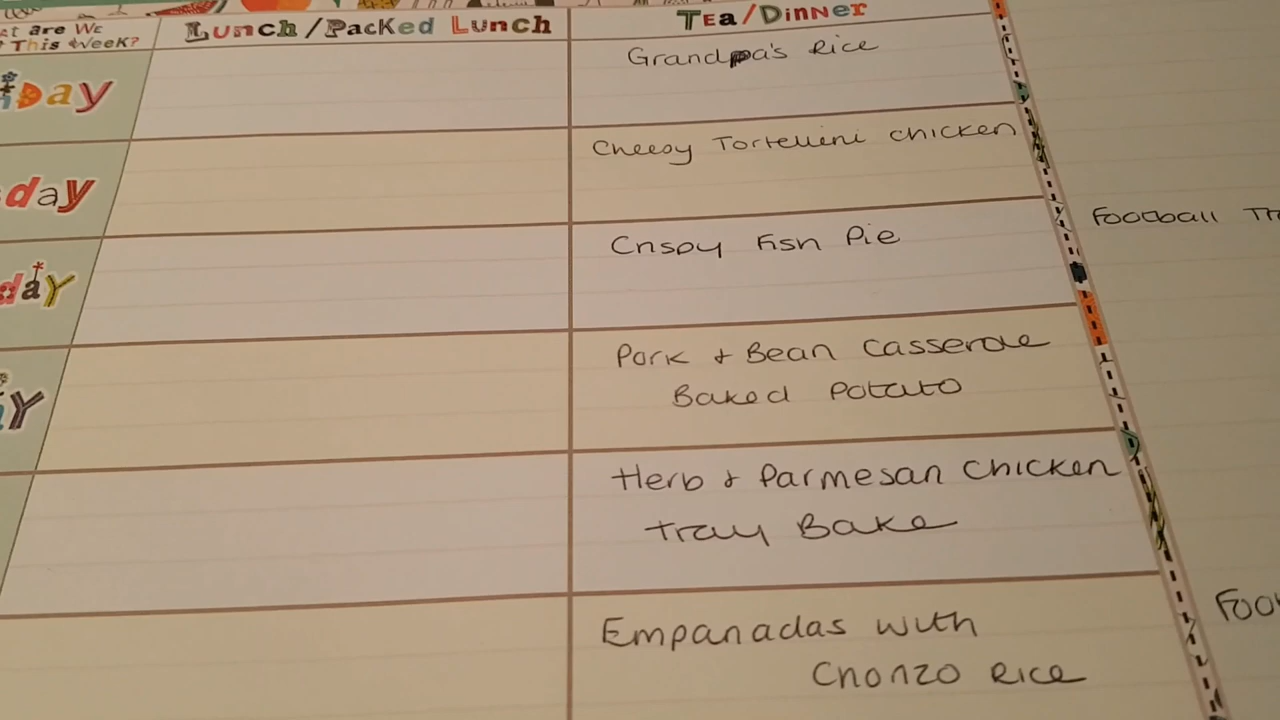 are We
This Week?
Lunch/Packed Lunch
Tea/Dinner
day
Grandpa's Rice
day
Cheesy Tortellini chicken
day
Crispy Fish Pie
Football
Pork + Bean Casserole
Baked Potato
Herb + Parmesan Chicken
Tray Bake
Empanadas with
Chorizo Rice